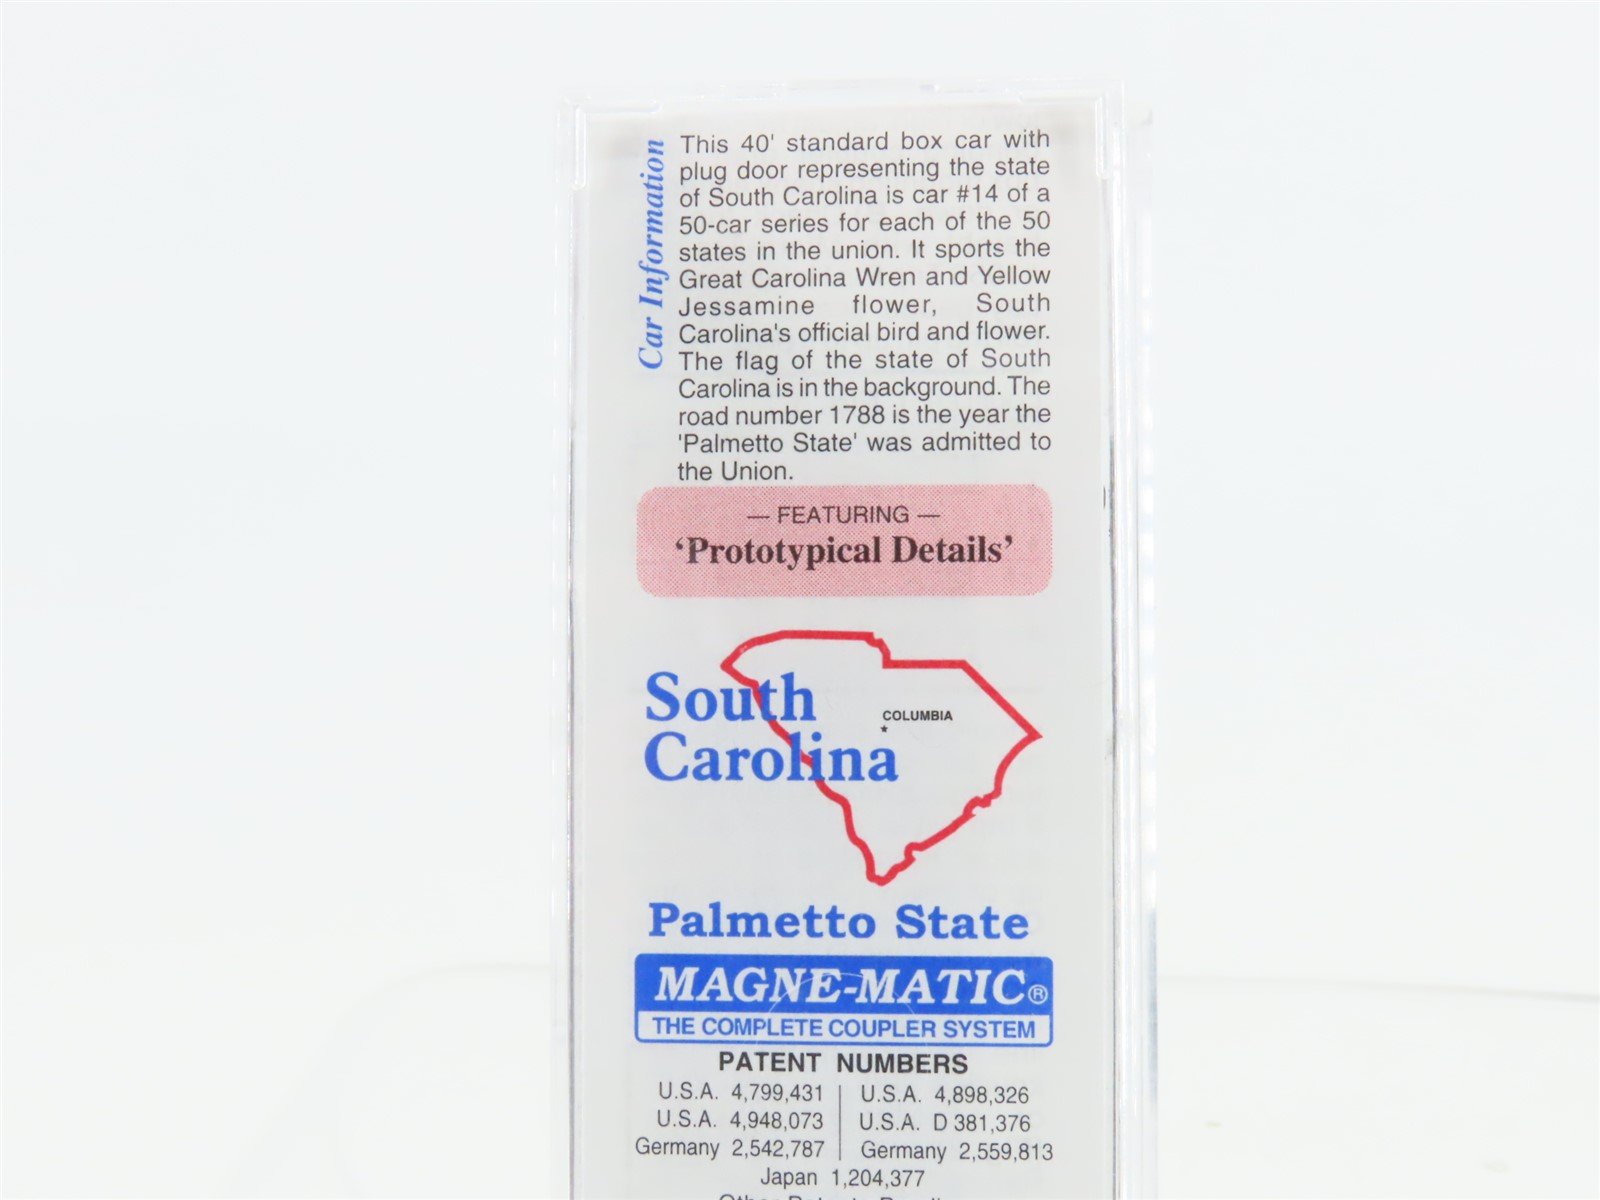 Car Information
This 40' standard box car with
plug door representing the state
of South Carolina is car #14 of a
50-car series for each of the 50
states in the union. It sports the
Great Carolina Wren and Yellow
Jessamine flower, South
Carolina's official bird and flower.
The flag of the state of South
Carolina is in the background. The
road number 1788 is the year the
'Palmetto State' was admitted to
the Union.
— FEATURING —
‘Prototypical Details’
South
Carolina
COLUMBIA
Palmetto State
MAGNE-MATIC®
THE COMPLETE COUPLER SYSTEM
PATENT NUMBERS
U.S.A. 4,799,431 | U.S.A. 4,898,326
U.S.A. 4,948,073 | U.S.A. D 381,376
Germany 2,542,787 | Germany 2,559,813
Japan 1,204,377